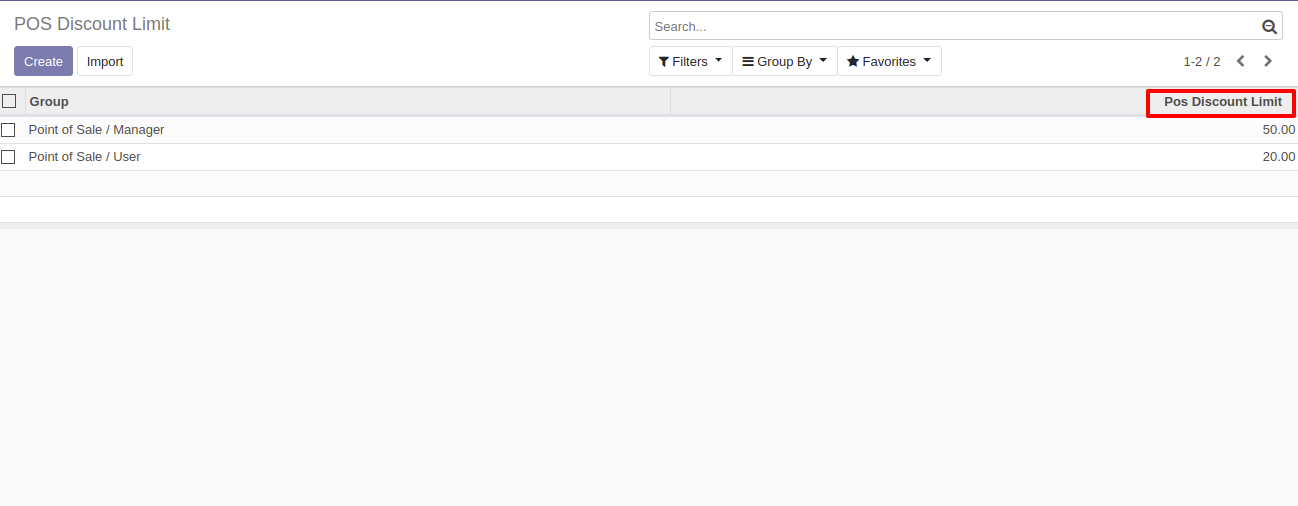 POS Discount Limit
Search...
Create Import
Filters Group By Favorites 1-2 / 2
Group Pos Discount Limit
Point of Sale / Manager 50.00
Point of Sale / User 20.00